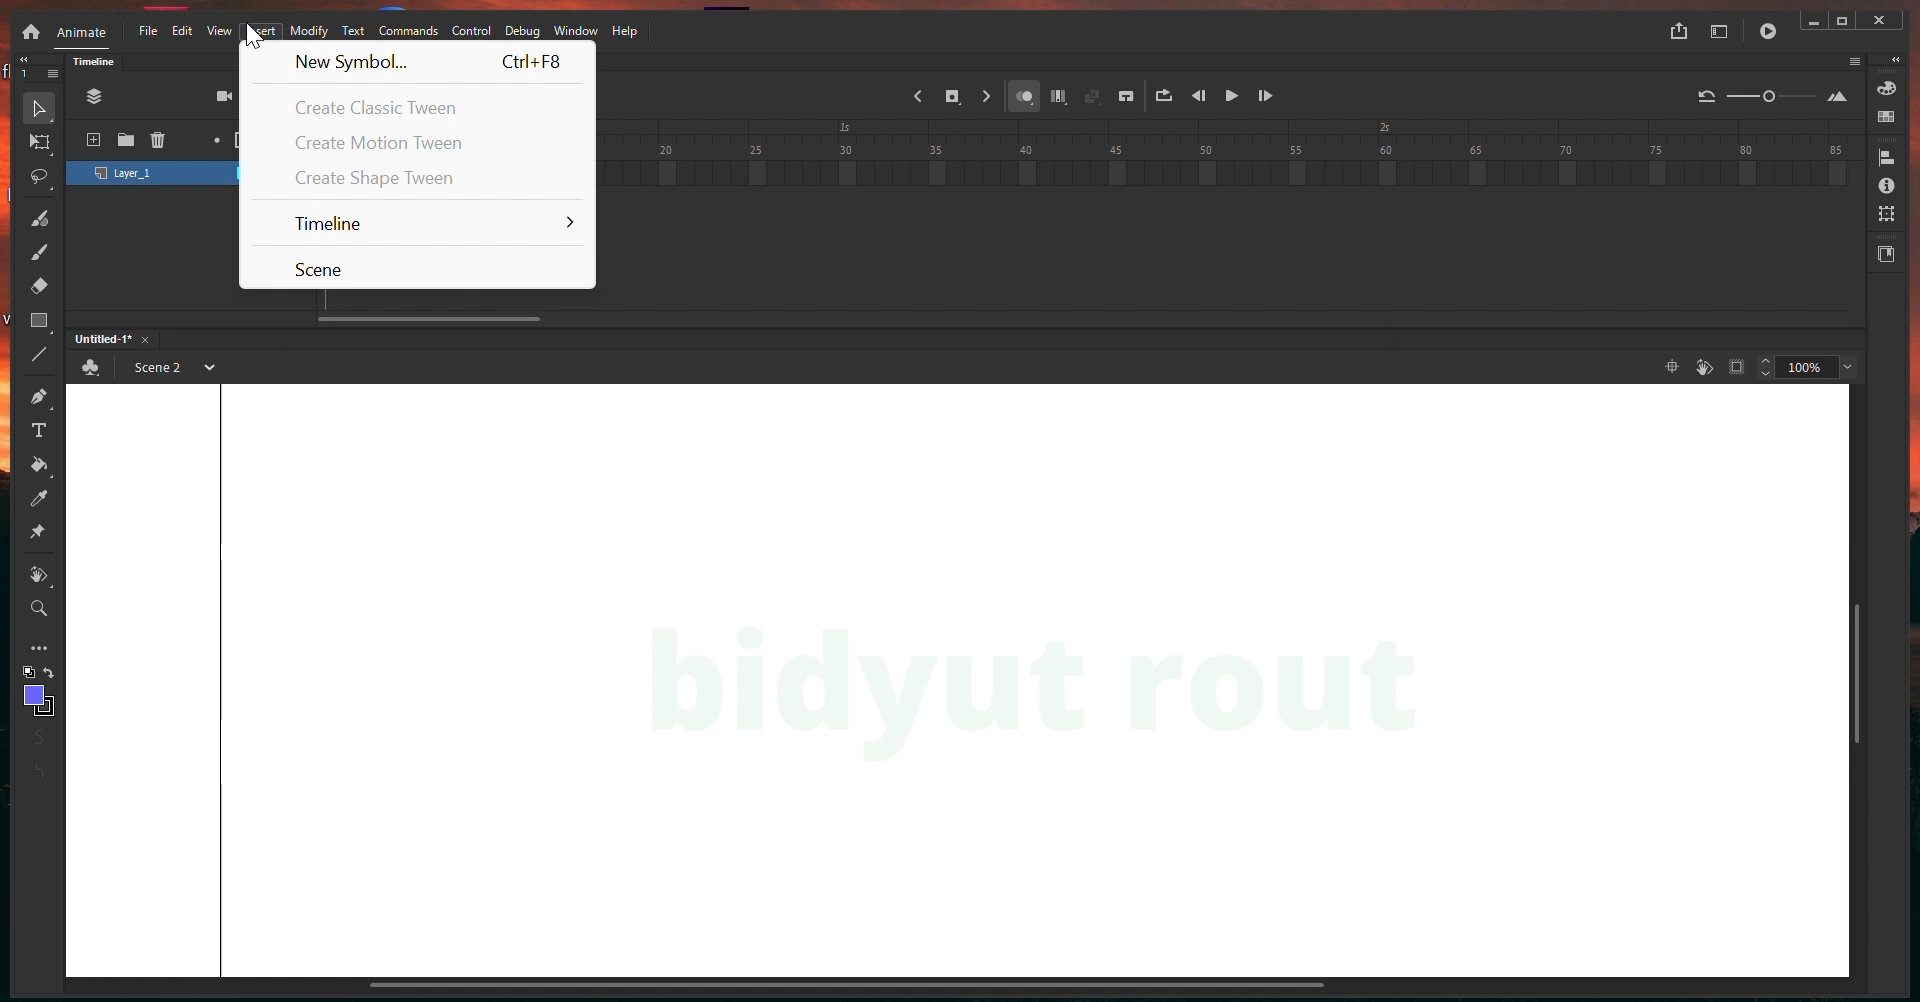 Animate File Edit View Modify Text Commands Control Debug Window Help
Timeline
New Symbol... Ctrl+F8
Create Classic Tween
Create Motion Tween
Create Shape Tween
Timeline
Scene
1s 2s
20 25 30 35 40 45 50 55 60 65 70 75 80 85
Layer_1
Untitled-1*
Scene 2
100%
bidyut rout